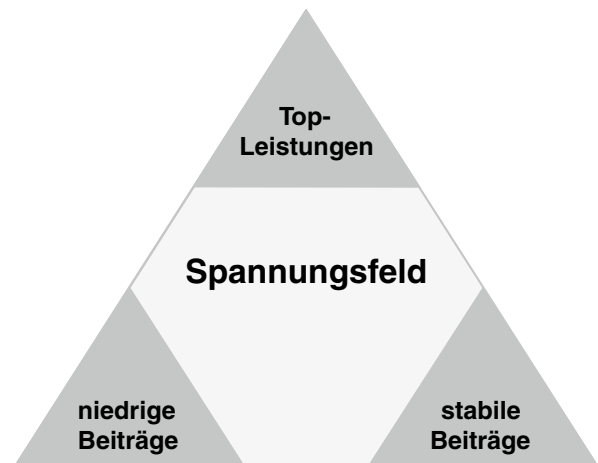 Top-
Leistungen
Spannungsfeld
niedrige
Beiträge
stabile
Beiträge